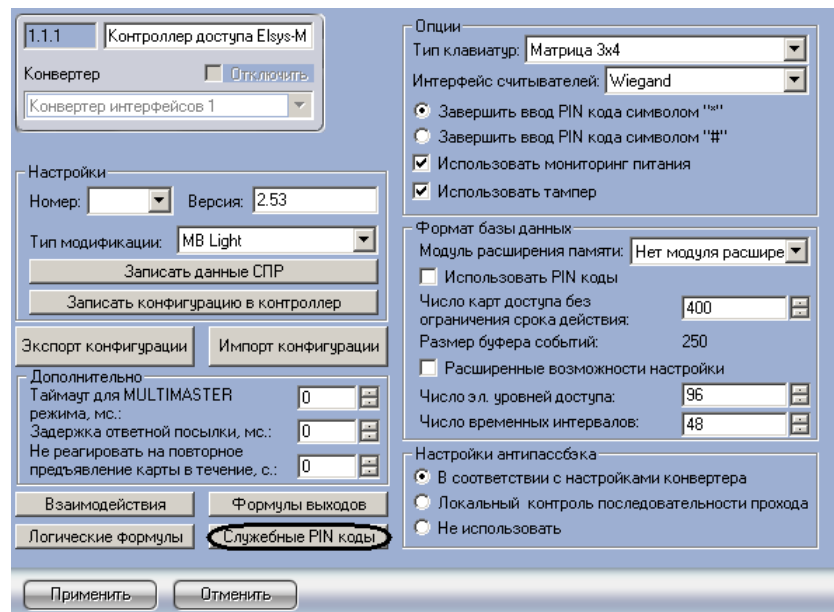 1.1.1 Контроллер доступа Elsys-M
Конвертер Отключить
Конвертер интерфейсов 1
Настройки
Номер: Версия: 2.53
Тип модификации: MB Light
Записать данные СПР
Записать конфигурацию в контроллер
Экспорт конфигурации Импорт конфигурации
Дополнительно
Таймаут для MULTIMASTER
режима, мс.: 0
Задержка ответной посылки, мс.: 0
Не реагировать на повторное
предъявление карты в течение, с.: 0
Взаимодействия Формулы выходов
Логические формулы Служебные PIN коды
Опции
Тип клавиатур: Матрица 3x4
Интерфейс считывателей: Wiegand
Завершить ввод PIN кода символом "*"
Завершить ввод PIN кода символом "#"
Использовать мониторинг питания
Использовать тампер
Формат базы данных
Модуль расширения памяти: Нет модуля расшире
Использовать PIN коды
Число карт доступа без
ограничения срока действия: 400
Размер буфера событий: 250
Расширенные возможности настройки
Число эл. уровней доступа: 96
Число временных интервалов: 48
Настройки антипассбэка
В соответствии с настройками конвертера
Локальный контроль последовательности прохода
Не использовать
Применить Отменить